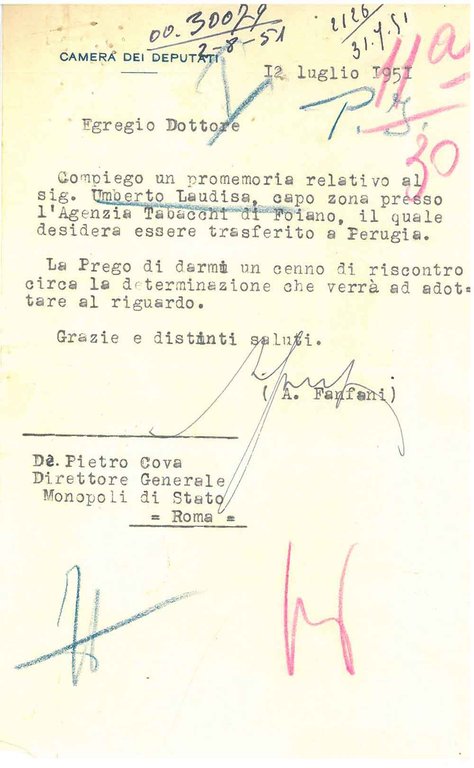 00.30079
2-8-51
2126
31.7.51
CAMERA DEI DEPUTATI
12 luglio 1951
11a
30
Egregio Dottore
Compiego un promemoria relativo al
sig. Umberto Laudisa, capo zona presso
l'Agenzia Tabacchi di Foiano, il quale
desidera essere trasferito a Perugia.
La Prego di darmi un cenno di riscontro
circa la determinazione che verrà ad adot=
tare al riguardo.
Grazie e distinti saluti.
( A. Fanfani)
Dr. Pietro Cova
Direttore Generale
Monopoli di Stato
= Roma =